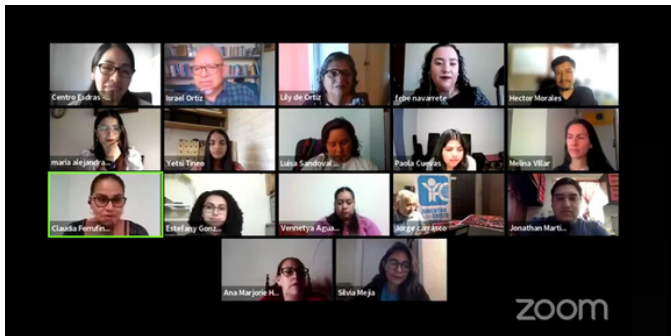 Centro Esdras -...
Israel Ortiz
Lily de Ortiz
febe navarrete
Hector Morales
maria alejandra...
Yetsi Tineo
Luisa Sandoval ...
Paola Cuevas
Melina Villar
Claudia Ferrufin...
Estefany Gonz...
Vennetya Agua...
Jorge carrasco
Jonathan Marti...
Ana Marjorie H...
Silvia Mejia
zoom